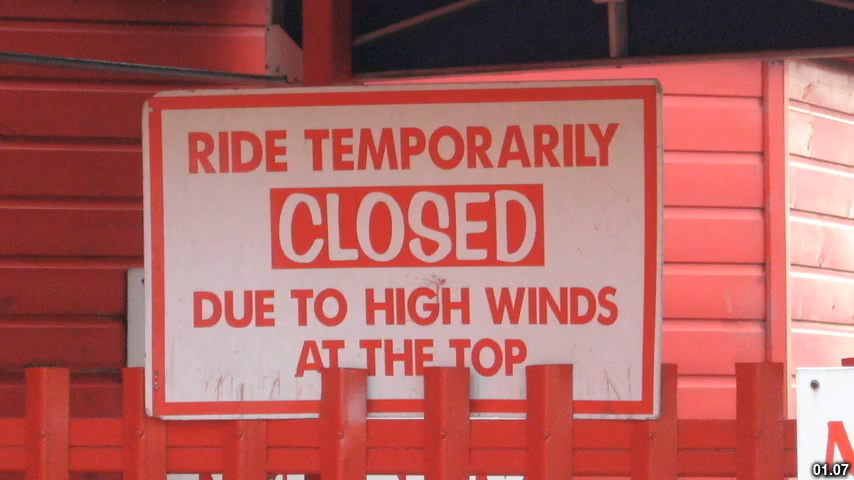 RIDE TEMPORARILY
CLOSED
DUE TO HIGH WINDS
AT THE TOP
01.07